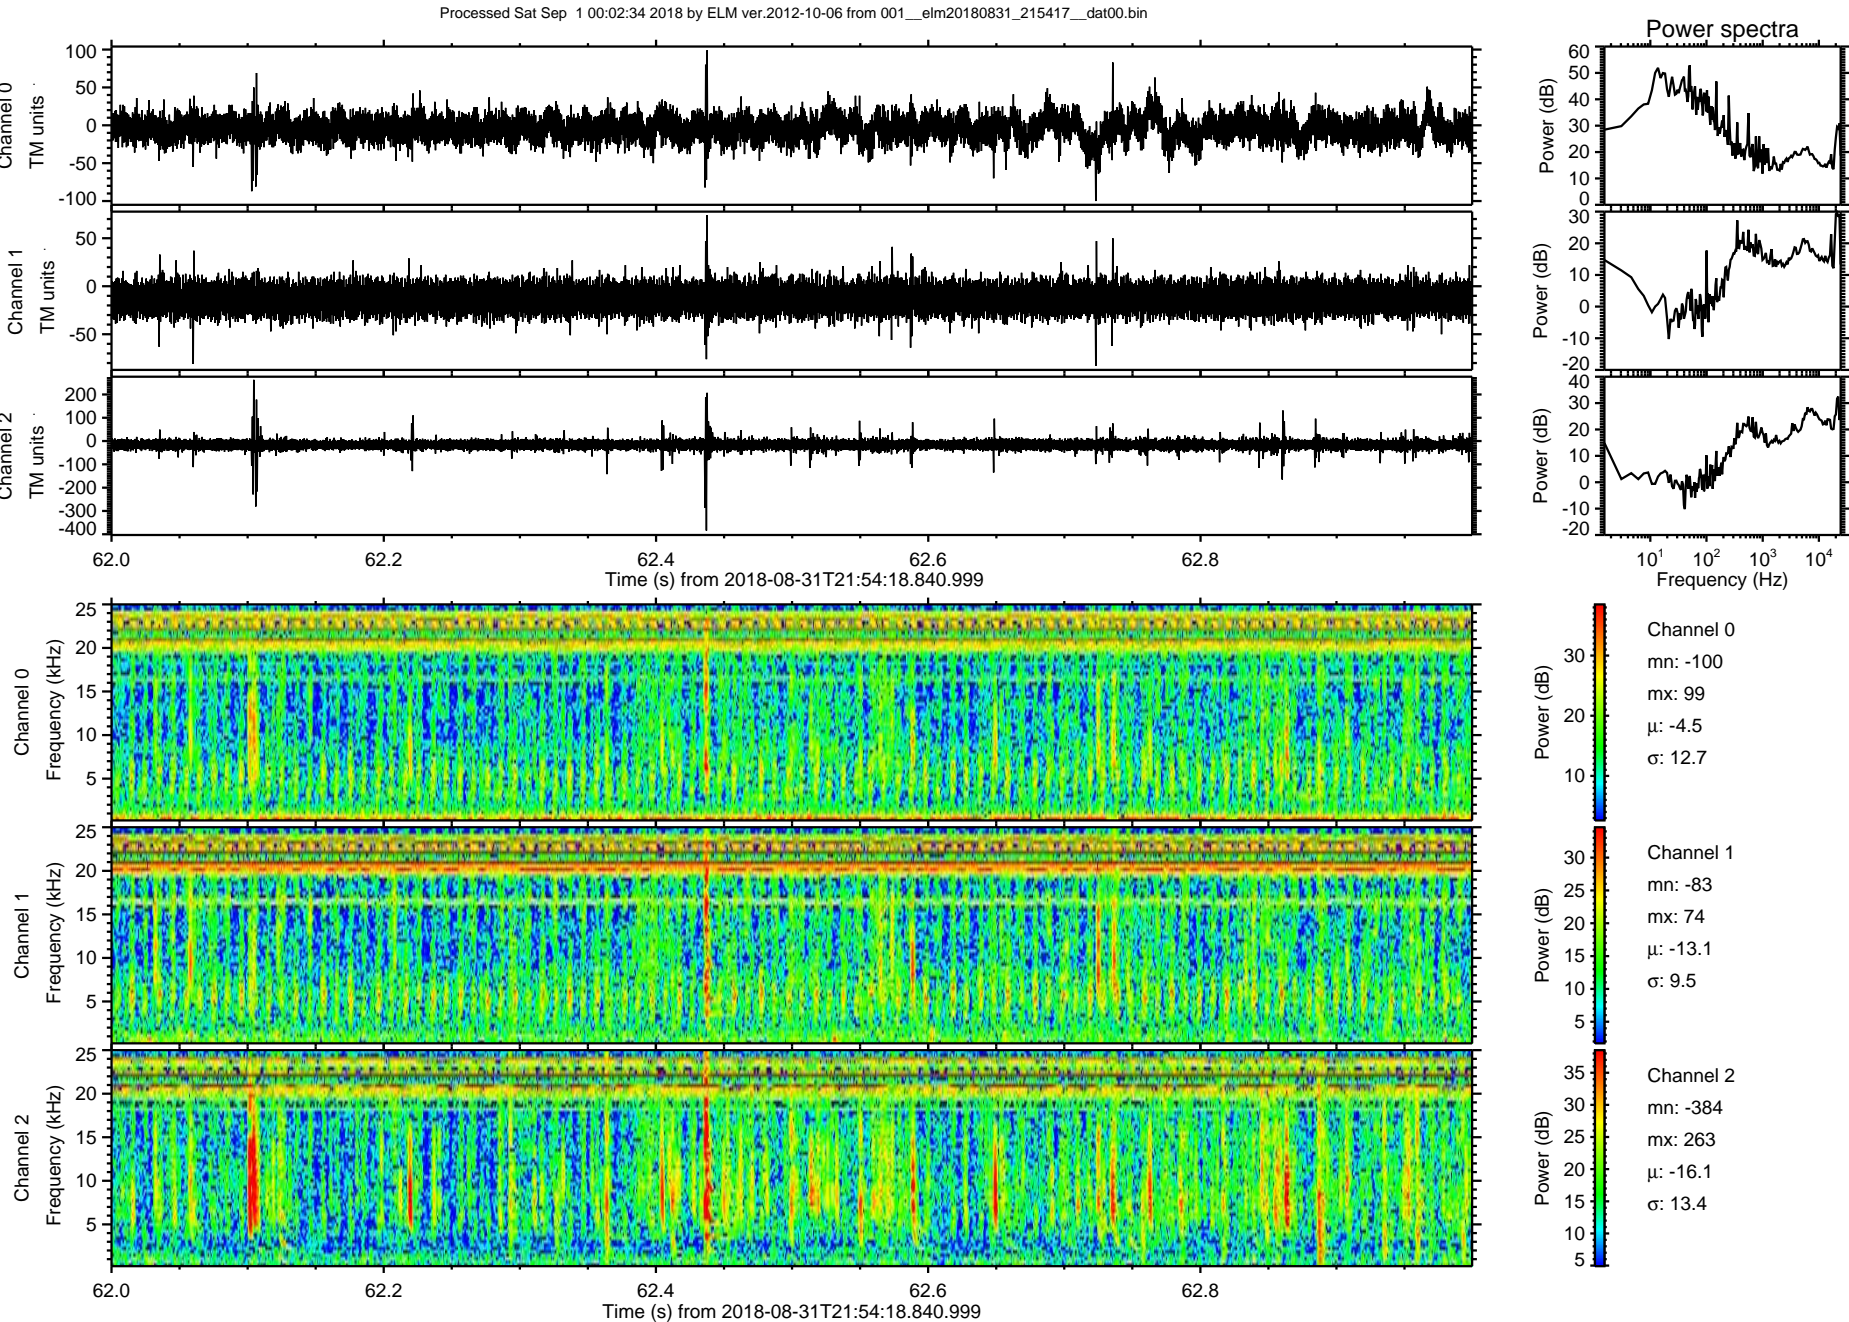 Processed Sat Sep  1 00:02:34 2018 by ELM ver.2012-10-06 from 001__elm20180831_215417__dat00.bin
Power spectra
Channel 0
TM units
100
50
0
-50
-100
Power (dB)
60
50
40
30
20
10
0
Channel 1
TM units
50
0
-50
Power (dB)
30
20
10
0
-10
-20
Channel 2
TM units
200
100
0
-100
-200
-300
-400
Power (dB)
40
30
20
10
0
-10
-20
62.0 62.2 62.4 62.6 62.8
Time (s) from 2018-08-31T21:54:18.840.999
10¹ 10² 10³ 10⁴
Frequency (Hz)
Channel 0
Frequency (kHz)
25
20
15
10
5
Power (dB)
30
20
10
Channel 0
mn: -100
mx: 99
μ: -4.5
σ: 12.7
Channel 1
Frequency (kHz)
25
20
15
10
5
Power (dB)
30
25
20
15
10
5
Channel 1
mn: -83
mx: 74
μ: -13.1
σ: 9.5
Channel 2
Frequency (kHz)
25
20
15
10
5
Power (dB)
35
30
25
20
15
10
5
Channel 2
mn: -384
mx: 263
μ: -16.1
σ: 13.4
62.0 62.2 62.4 62.6 62.8
Time (s) from 2018-08-31T21:54:18.840.999